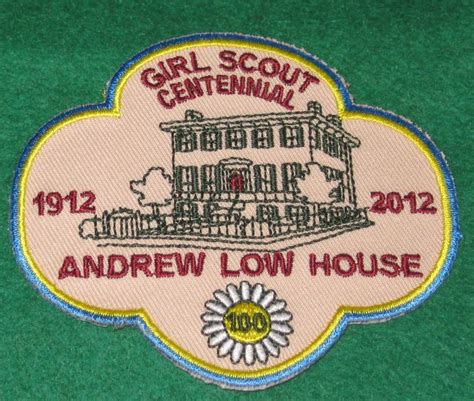 GIRL SCOUT
CENTENNIAL
1912 2012
ANDREW LOW HOUSE
100